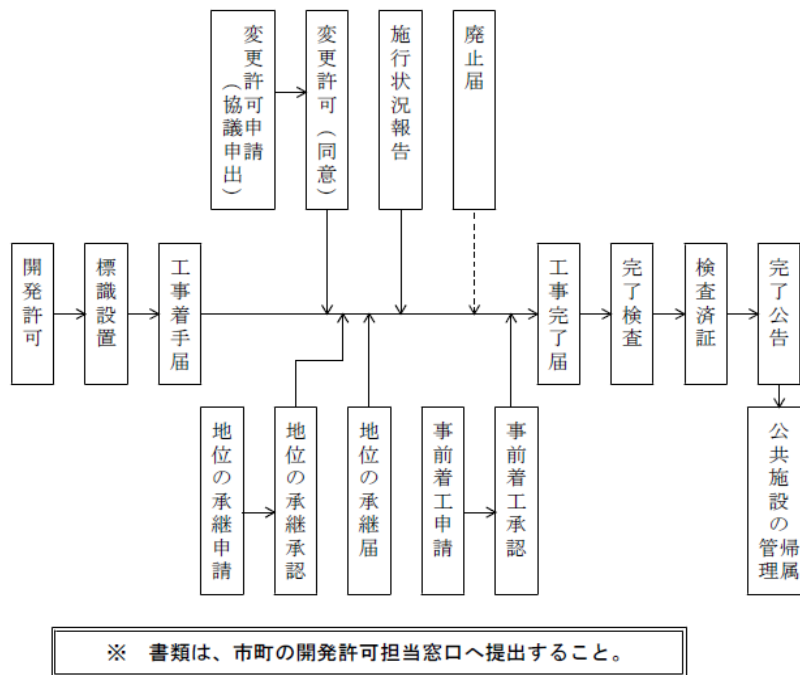 変更許可申請
（協議申出）
変更許可（同意）
施行状況報告
廃止届
開発許可
標識設置
工事着手届
工事完了届
完了検査
検査済証
完了公告
地位の承継申請
地位の承継承認
地位の承継届
事前着工申請
事前着工承認
公共施設の
帰属
管理
※　書類は、市町の開発許可担当窓口へ提出すること。